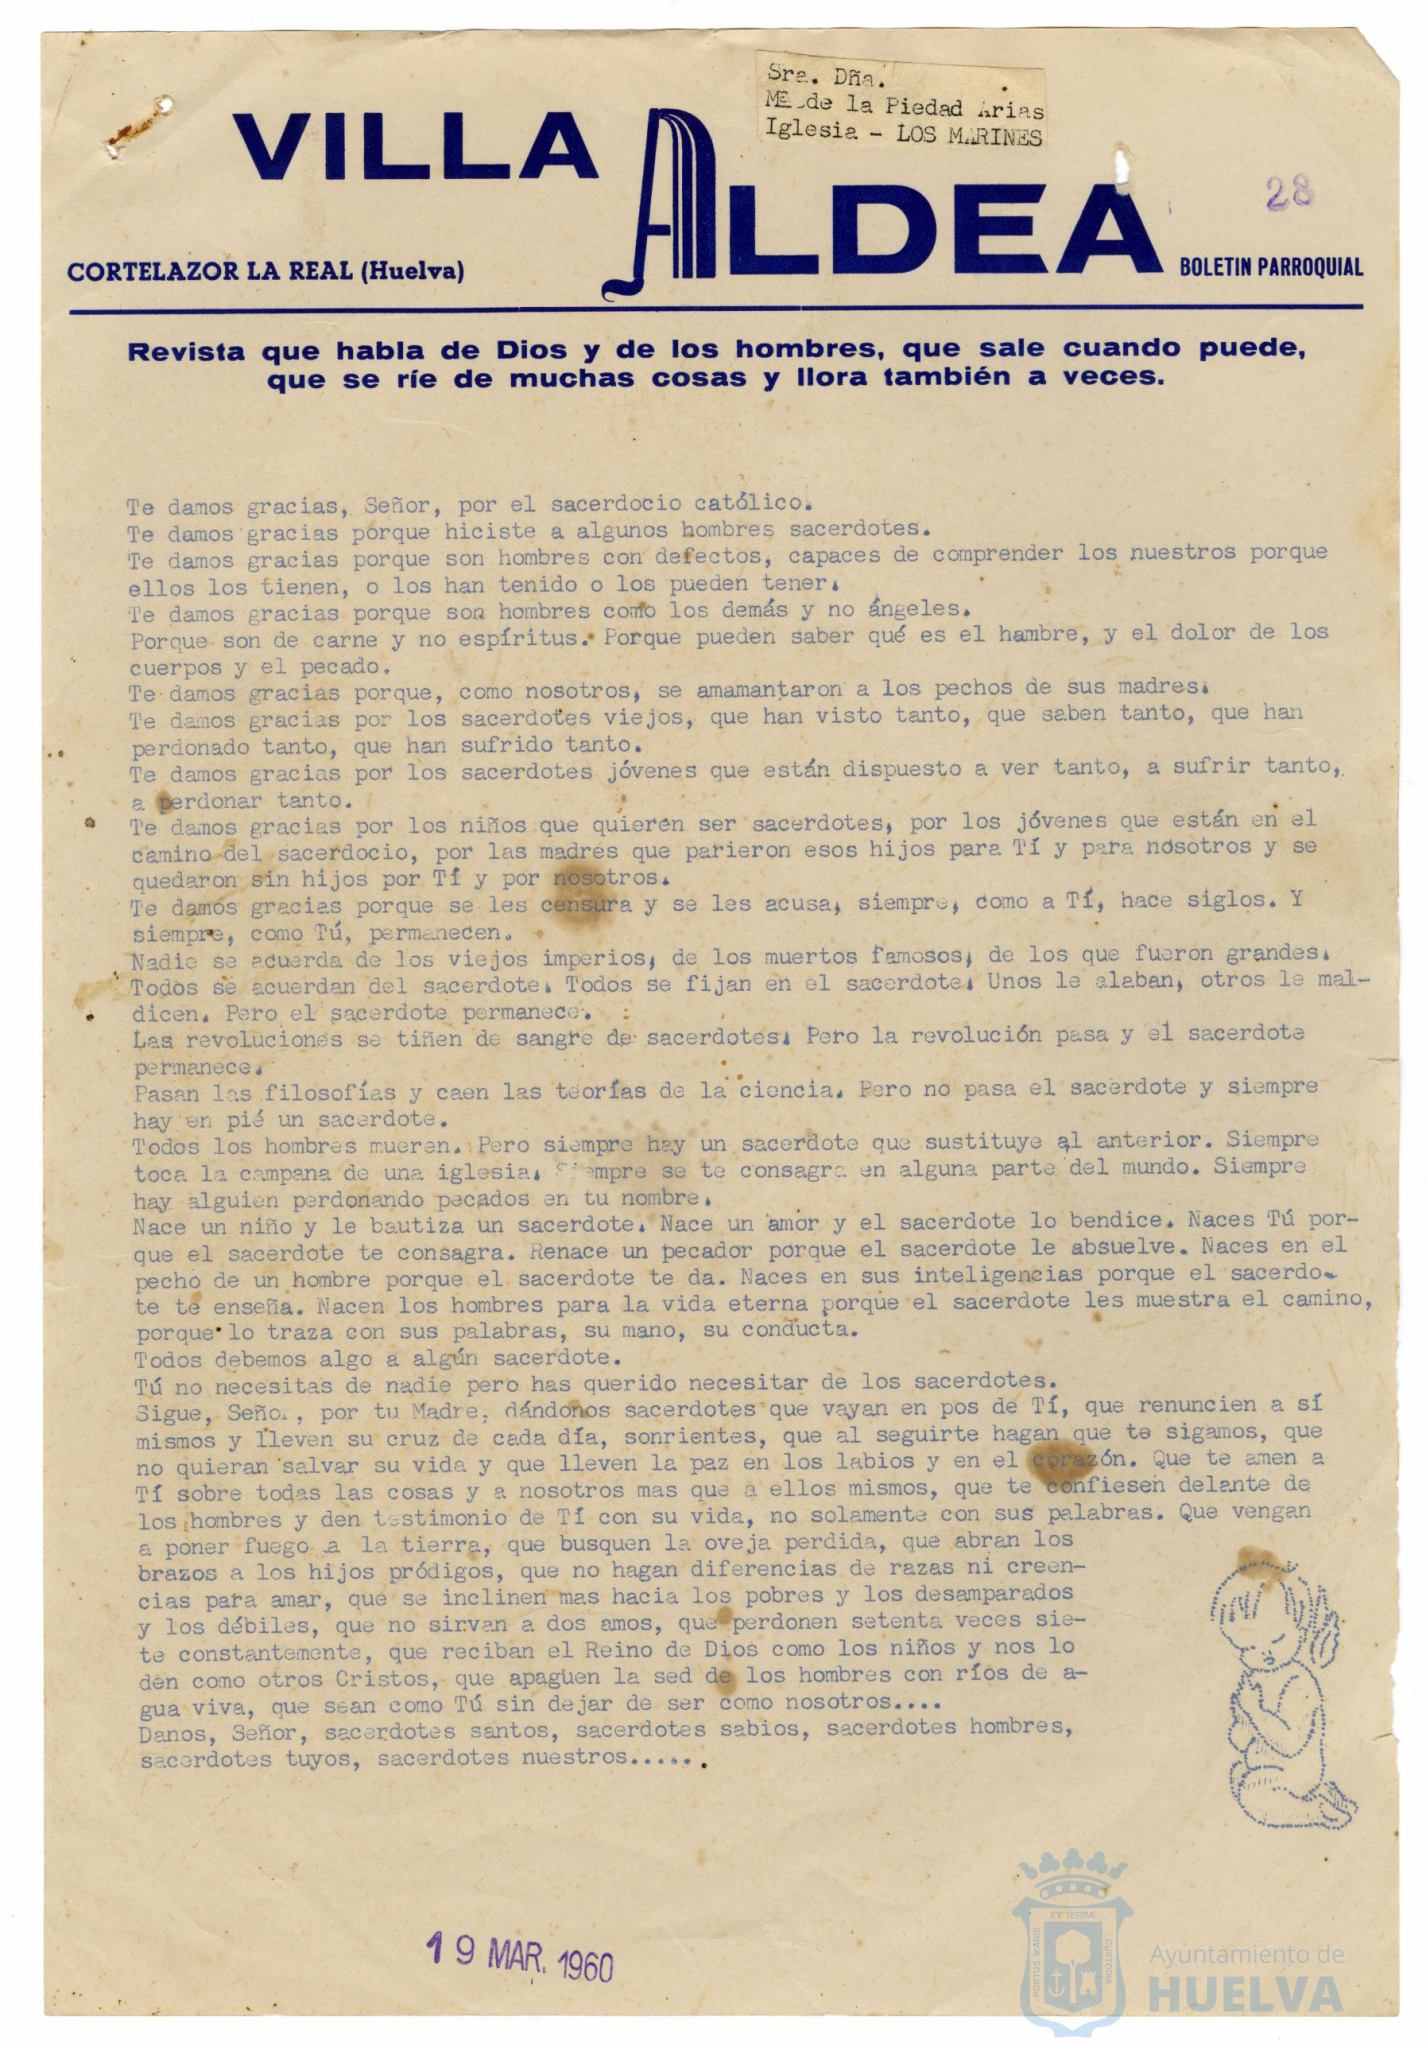 Sra. Dña.
Mª de la Piedad Arias
Iglesia - LOS MARINES
VILLA
ALDEA
28
CORTELAZOR LA REAL (Huelva)
BOLETIN PARROQUIAL
Revista que habla de Dios y de los hombres, que sale cuando puede,
que se ríe de muchas cosas y llora también a veces.
Te damos gracias, Señor, por el sacerdocio católico.
Te damos gracias porque hiciste a algunos hombres sacerdotes.
Te damos gracias porque son hombres con defectos, capaces de comprender los nuestros porque
ellos los tienen, o los han tenido o los pueden tener.
Te damos gracias porque son hombres como los demás y no ángeles.
Porque son de carne y no espíritus. Porque pueden saber qué es el hambre, y el dolor de los
cuerpos y el pecado.
Te damos gracias porque, como nosotros, se amamantaron a los pechos de sus madres.
Te damos gracias por los sacerdotes viejos, que han visto tanto, que saben tanto, que han
perdonado tanto, que han sufrido tanto.
Te damos gracias por los sacerdotes jóvenes que están dispuesto a ver tanto, a sufrir tanto,
a perdonar tanto.
Te damos gracias por los niños que quieren ser sacerdotes, por los jóvenes que están en el
camino del sacerdocio, por las madres que parieron esos hijos para Tí y para nosotros y se
quedaron sin hijos por Tí y por nosotros.
Te damos gracias porque se les censura y se les acusa, siempre, como a Tí, hace siglos. Y
siempre, como Tú, permanecen.
Nadie se acuerda de los viejos imperios, de los muertos famosos, de los que fueron grandes.
Todos se acuerdan del sacerdote. Todos se fijan en el sacerdote. Unos le alaban, otros le mal-
dicen. Pero el sacerdote permanece.
Las revoluciones se tiñen de sangre de sacerdotes. Pero la revolución pasa y el sacerdote
permanece.
Pasan las filosofías y caen las teorías de la ciencia. Pero no pasa el sacerdote y siempre
hay en pié un sacerdote.
Todos los hombres mueren. Pero siempre hay un sacerdote que sustituye al anterior. Siempre
toca la campana de una iglesia. Siempre se te consagra en alguna parte del mundo. Siempre
hay alguien perdonando pecados en tu nombre.
Nace un niño y le bautiza un sacerdote. Nace un amor y el sacerdote lo bendice. Naces Tú por-
que el sacerdote te consagra. Renace un pecador porque el sacerdote le absuelve. Naces en el
pecho de un hombre porque el sacerdote te da. Naces en sus inteligencias porque el sacerdo-
te te enseña. Nacen los hombres para la vida eterna porque el sacerdote les muestra el camino,
porque lo traza con sus palabras, su mano, su conducta.
Todos debemos algo a algún sacerdote.
Tú no necesitas de nadie pero has querido necesitar de los sacerdotes.
Sigue, Señor, por tu Madre, dándonos sacerdotes que vayan en pos de Tí, que renuncien a sí
mismos y lleven su cruz de cada día, sonrientes, que al seguirte hagan que te sigamos, que
no quieran salvar su vida y que lleven la paz en los labios y en el corazón. Que te amen a
Tí sobre todas las cosas y a nosotros mas que a ellos mismos, que te confiesen delante de
los hombres y den testimonio de Tí con su vida, no solamente con sus palabras. Que vengan
a poner fuego a la tierra, que busquen la oveja perdida, que abran los
brazos a los hijos pródigos, que no hagan diferencias de razas ni creen-
cias para amar, que se inclinen mas hacia los pobres y los desamparados
y los débiles, que no sirvan a dos amos, que perdonen setenta veces sie-
te constantemente, que reciban el Reino de Dios como los niños y nos lo
den como otros Cristos, que apaguen la sed de los hombres con ríos de a-
gua viva, que sean como Tú sin dejar de ser como nosotros....
Danos, Señor, sacerdotes santos, sacerdotes sabios, sacerdotes hombres,
sacerdotes tuyos, sacerdotes nuestros......
19 MAR. 1960
PORTUS MARIS
ET TERRÆ
CUSTODIA
Ayuntamiento de
HUELVA